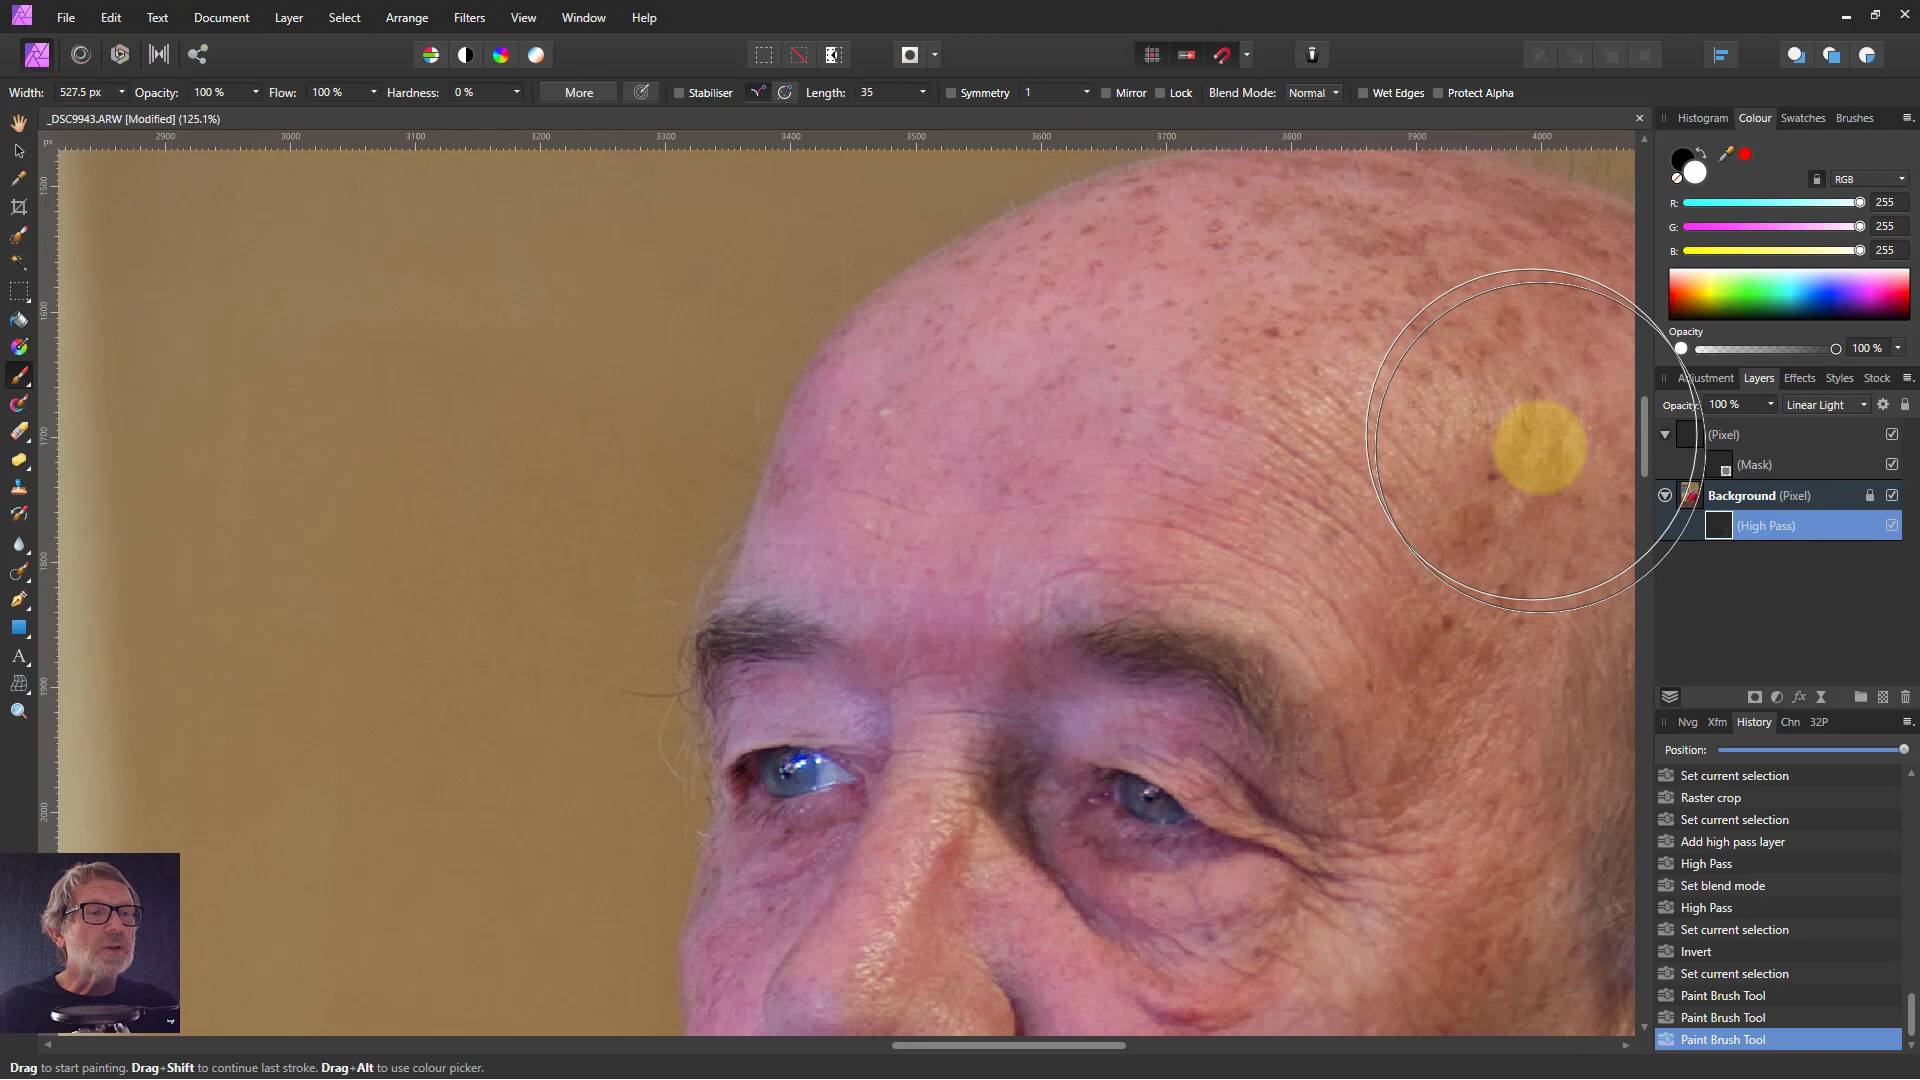 File Edit Text Document Layer Select Arrange Filters View Window Help
Width: 527.5 px Opacity: 100 % Flow: 100 % Hardness: 0 % More Stabiliser Length: 35 Symmetry 1 Mirror Lock Blend Mode: Normal Wet Edges Protect Alpha
_DSC9943.ARW [Modified] (125.1%)
Histogram Colour Swatches Brushes
px 2900 3000 3100 3200 3300 3400 3500 3600 3700 3800 3900 4000
1500
1600
1700
1800
1900
2000
RGB
R: 255
G: 255
B: 255
Opacity
100 %
Adjustment Layers Effects Styles Stock
Opacity: 100 % Linear Light
(Pixel)
(Mask)
Background (Pixel)
(High Pass)
Nvg Xfm History Chn 32P
Position:
Set current selection
Raster crop
Set current selection
Add high pass layer
High Pass
Set blend mode
High Pass
Set current selection
Invert
Set current selection
Paint Brush Tool
Paint Brush Tool
Paint Brush Tool
Drag to start painting. Drag+Shift to continue last stroke. Drag+Alt to use colour picker.